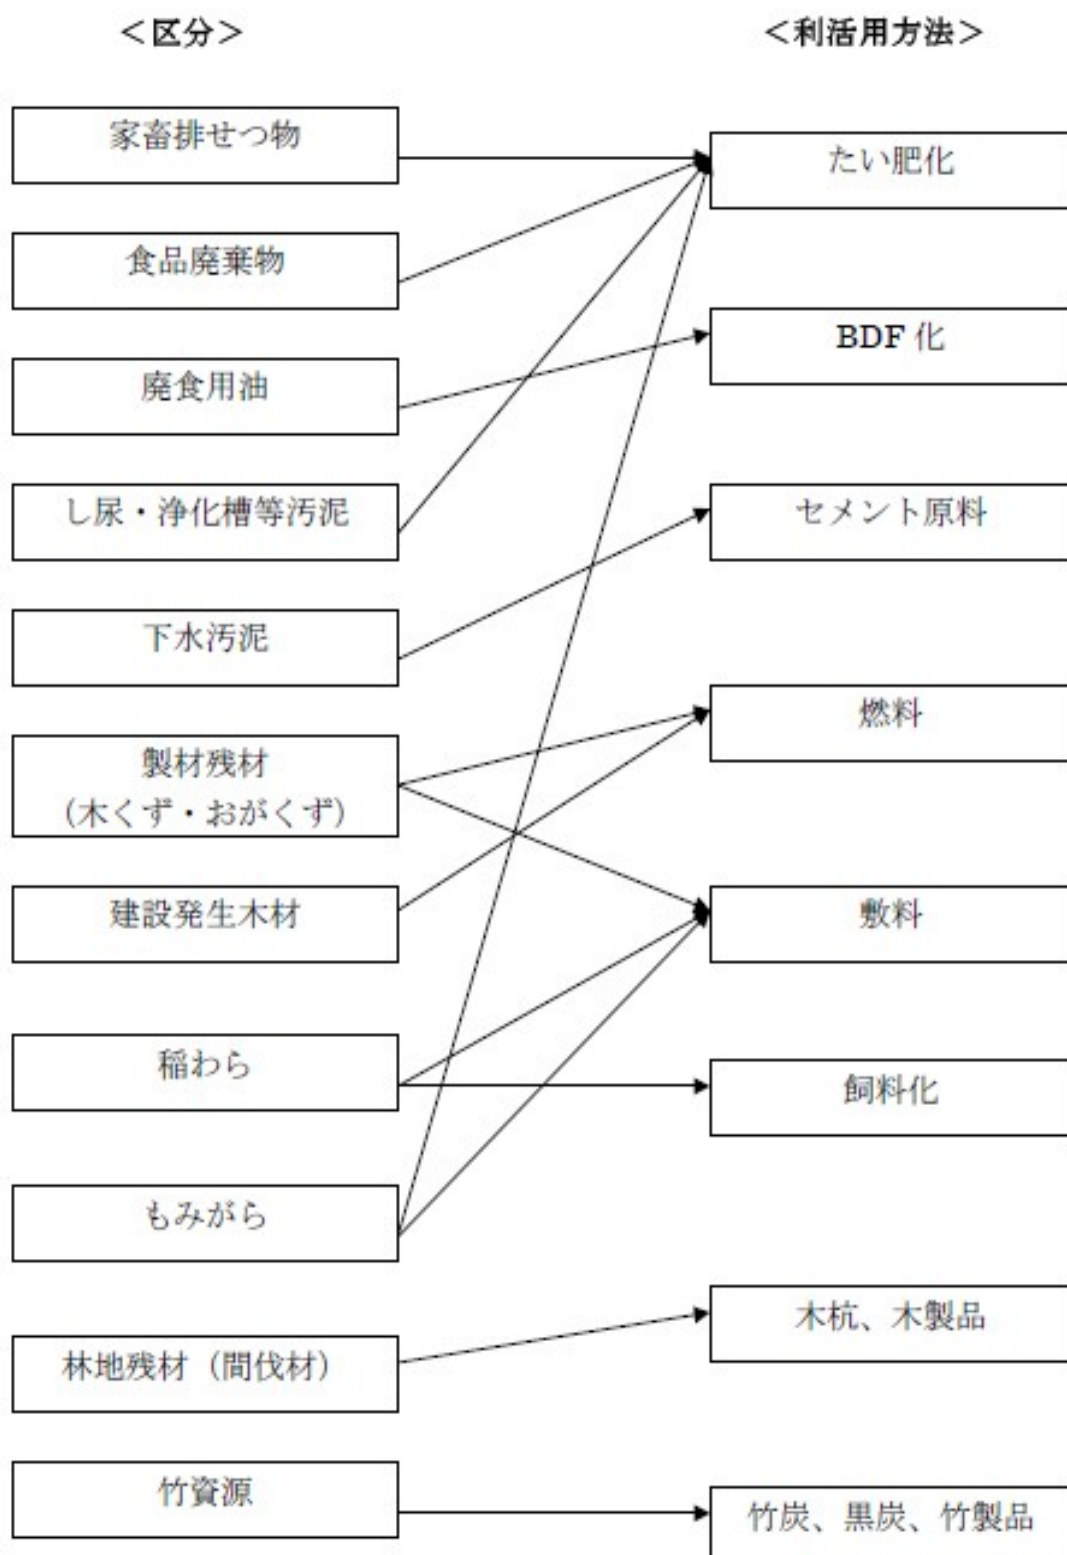 ＜区分＞
＜利活用方法＞
家畜排せつ物
食品廃棄物
廃食用油
し尿・浄化槽等汚泥
下水汚泥
製材残材
（木くず・おがくず）
建設発生木材
稲わら
もみがら
林地残材（間伐材）
竹資源
たい肥化
BDF 化
セメント原料
燃料
敷料
飼料化
木杭、木製品
竹炭、黒炭、竹製品